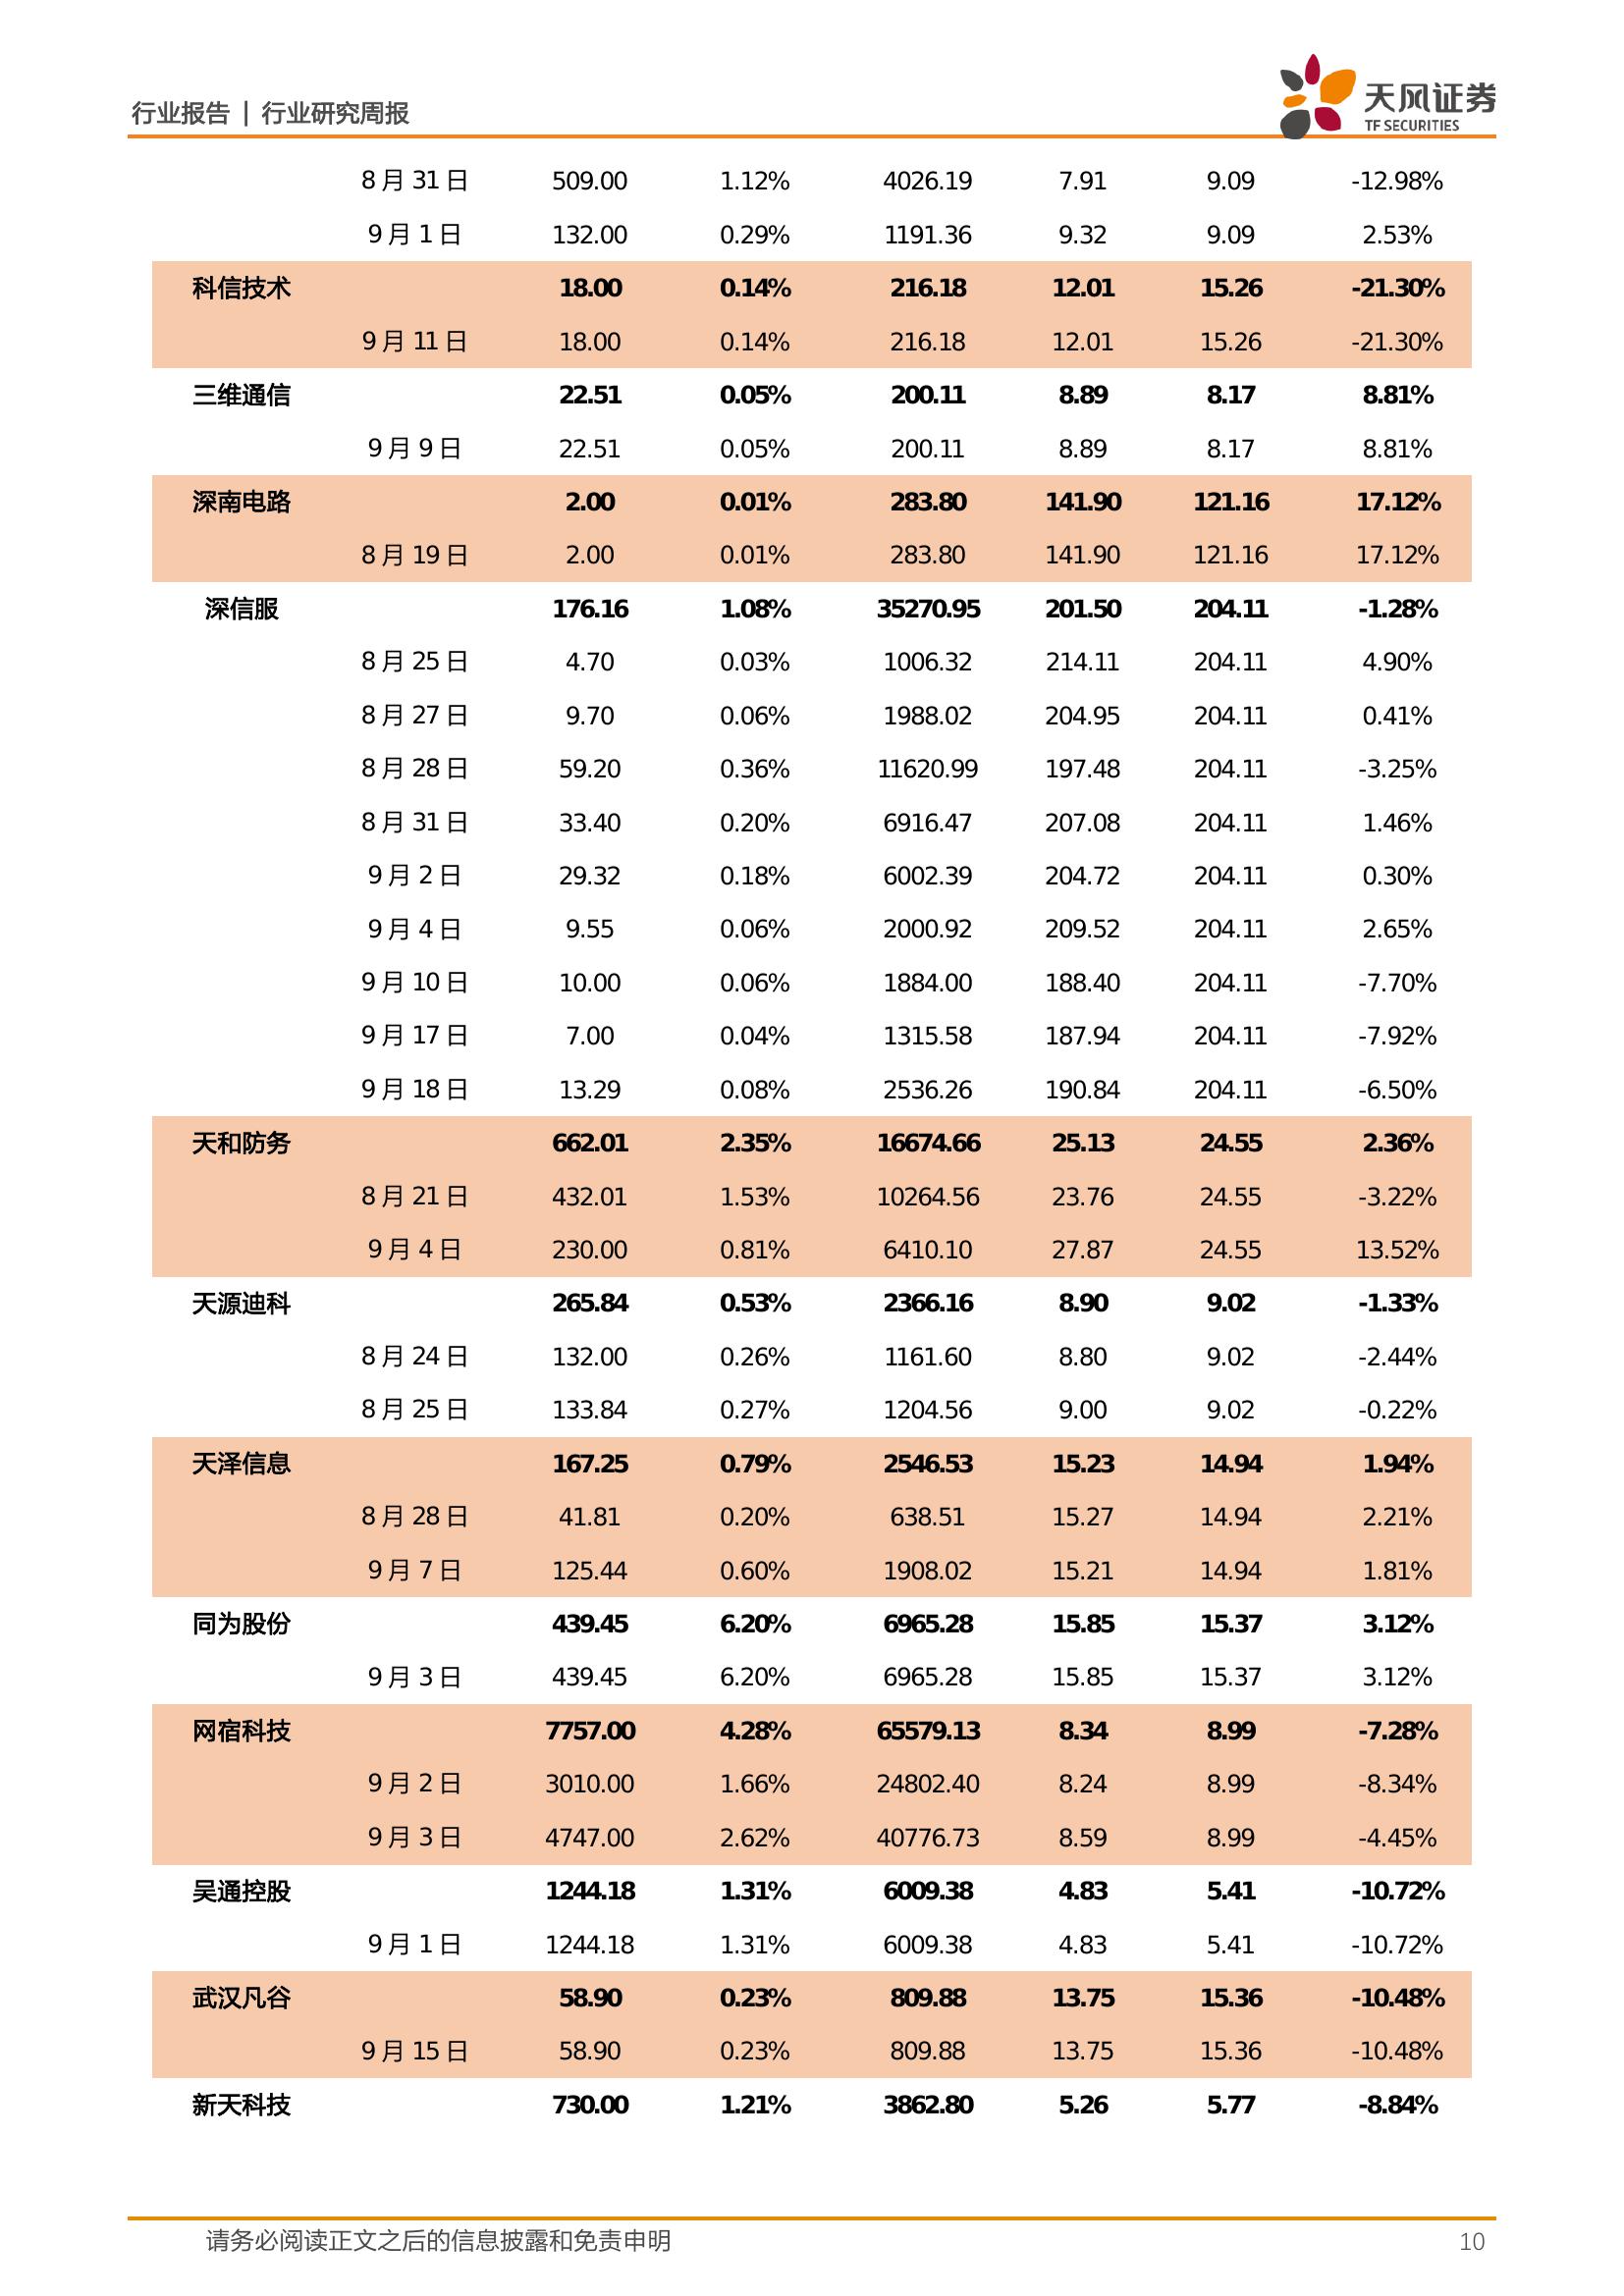 行业报告 | 行业研究周报
天风证券
TF SECURITIES
8 月 31 日 509.00 1.12% 4026.19 7.91 9.09 -12.98%
9 月 1 日 132.00 0.29% 1191.36 9.32 9.09 2.53%
科信技术 18.00 0.14% 216.18 12.01 15.26 -21.30%
9 月 11 日 18.00 0.14% 216.18 12.01 15.26 -21.30%
三维通信 22.51 0.05% 200.11 8.89 8.17 8.81%
9 月 9 日 22.51 0.05% 200.11 8.89 8.17 8.81%
深南电路 2.00 0.01% 283.80 141.90 121.16 17.12%
8 月 19 日 2.00 0.01% 283.80 141.90 121.16 17.12%
深信服 176.16 1.08% 35270.95 201.50 204.11 -1.28%
8 月 25 日 4.70 0.03% 1006.32 214.11 204.11 4.90%
8 月 27 日 9.70 0.06% 1988.02 204.95 204.11 0.41%
8 月 28 日 59.20 0.36% 11620.99 197.48 204.11 -3.25%
8 月 31 日 33.40 0.20% 6916.47 207.08 204.11 1.46%
9 月 2 日 29.32 0.18% 6002.39 204.72 204.11 0.30%
9 月 4 日 9.55 0.06% 2000.92 209.52 204.11 2.65%
9 月 10 日 10.00 0.06% 1884.00 188.40 204.11 -7.70%
9 月 17 日 7.00 0.04% 1315.58 187.94 204.11 -7.92%
9 月 18 日 13.29 0.08% 2536.26 190.84 204.11 -6.50%
天和防务 662.01 2.35% 16674.66 25.13 24.55 2.36%
8 月 21 日 432.01 1.53% 10264.56 23.76 24.55 -3.22%
9 月 4 日 230.00 0.81% 6410.10 27.87 24.55 13.52%
天源迪科 265.84 0.53% 2366.16 8.90 9.02 -1.33%
8 月 24 日 132.00 0.26% 1161.60 8.80 9.02 -2.44%
8 月 25 日 133.84 0.27% 1204.56 9.00 9.02 -0.22%
天泽信息 167.25 0.79% 2546.53 15.23 14.94 1.94%
8 月 28 日 41.81 0.20% 638.51 15.27 14.94 2.21%
9 月 7 日 125.44 0.60% 1908.02 15.21 14.94 1.81%
同为股份 439.45 6.20% 6965.28 15.85 15.37 3.12%
9 月 3 日 439.45 6.20% 6965.28 15.85 15.37 3.12%
网宿科技 7757.00 4.28% 65579.13 8.34 8.99 -7.28%
9 月 2 日 3010.00 1.66% 24802.40 8.24 8.99 -8.34%
9 月 3 日 4747.00 2.62% 40776.73 8.59 8.99 -4.45%
吴通控股 1244.18 1.31% 6009.38 4.83 5.41 -10.72%
9 月 1 日 1244.18 1.31% 6009.38 4.83 5.41 -10.72%
武汉凡谷 58.90 0.23% 809.88 13.75 15.36 -10.48%
9 月 15 日 58.90 0.23% 809.88 13.75 15.36 -10.48%
新天科技 730.00 1.21% 3862.80 5.26 5.77 -8.84%
请务必阅读正文之后的信息披露和免责申明 10